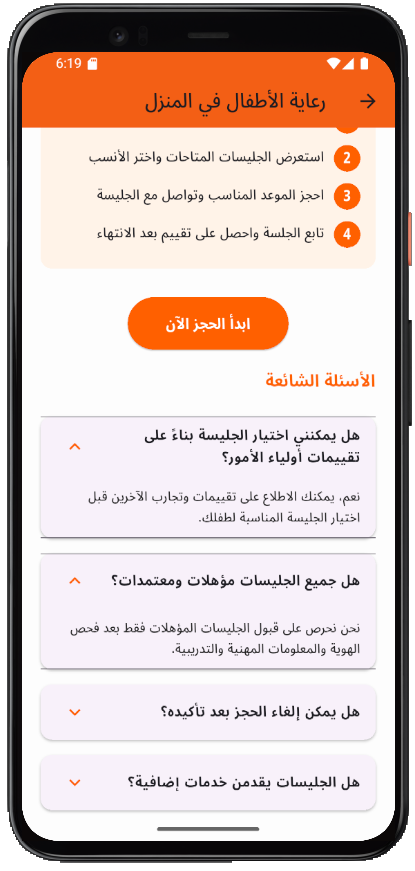 6:19
رعاية الأطفال في المنزل
2 استعرض الجليسات المتاحات واختر الأنسب
3 احجز الموعد المناسب وتواصل مع الجليسة
4 تابع الجلسة واحصل على تقييم بعد الانتهاء
ابدأ الحجز الآن
الأسئلة الشائعة
هل يمكنني اختيار الجليسة بناءً على
تقييمات أولياء الأمور؟
نعم، يمكنك الاطلاع على تقييمات وتجارب الآخرين قبل
اختيار الجليسة المناسبة لطفلك.
هل جميع الجليسات مؤهلات ومعتمدات؟
نحن نحرص على قبول الجليسات المؤهلات فقط بعد فحص
الهوية والمعلومات المهنية والتدريبية.
هل يمكن إلغاء الحجز بعد تأكيده؟
هل الجليسات يقدمن خدمات إضافية؟